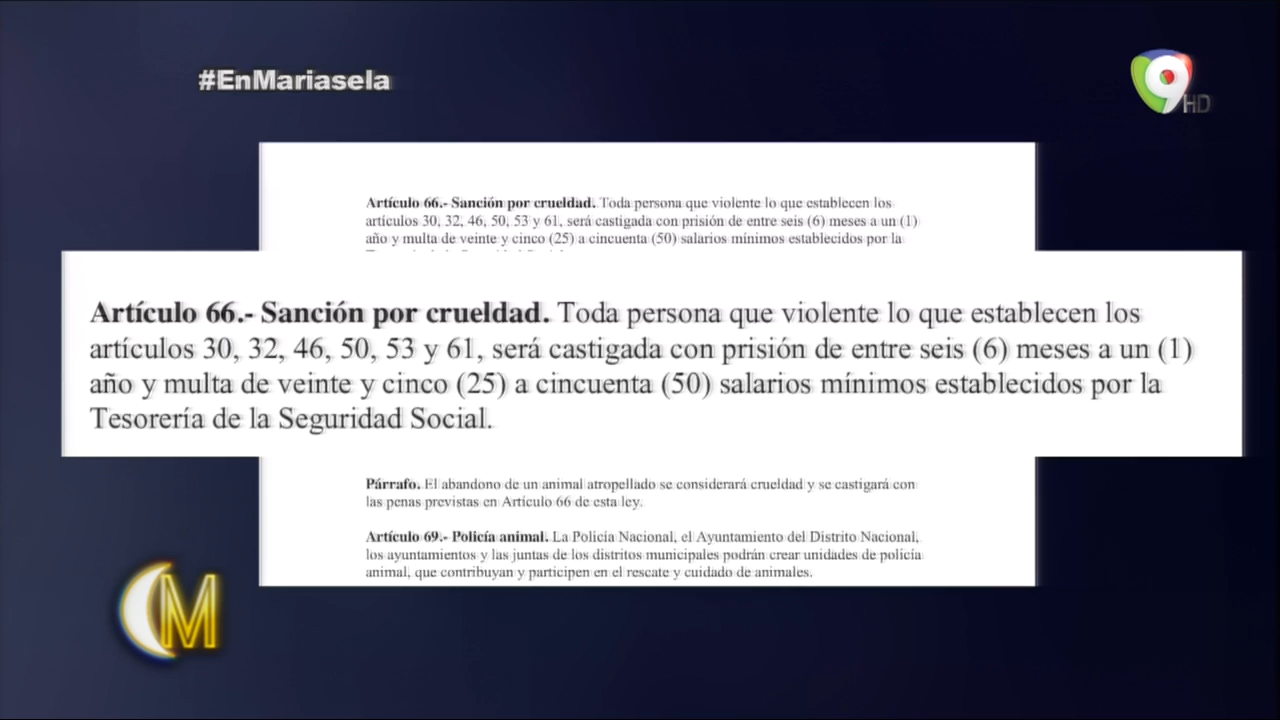 #EnMariasela
9
HD
Artículo 66.- Sanción por crueldad. Toda persona que violente lo que establecen los
artículos 30, 32, 46, 50, 53 y 61, será castigada con prisión de entre seis (6) meses a un (1)
año y multa de veinte y cinco (25) a cincuenta (50) salarios mínimos establecidos por la
Artículo 66.- Sanción por crueldad. Toda persona que violente lo que establecen los
artículos 30, 32, 46, 50, 53 y 61, será castigada con prisión de entre seis (6) meses a un (1)
año y multa de veinte y cinco (25) a cincuenta (50) salarios mínimos establecidos por la
Tesorería de la Seguridad Social.
Párrafo. El abandono de un animal atropellado se considerará crueldad y se castigará con
las penas previstas en Artículo 66 de esta ley.
Artículo 69.- Policía animal. La Policía Nacional, el Ayuntamiento del Distrito Nacional,
los ayuntamientos y las juntas de los distritos municipales podrán crear unidades de policía
animal, que contribuyan y participen en el rescate y cuidado de animales.
M